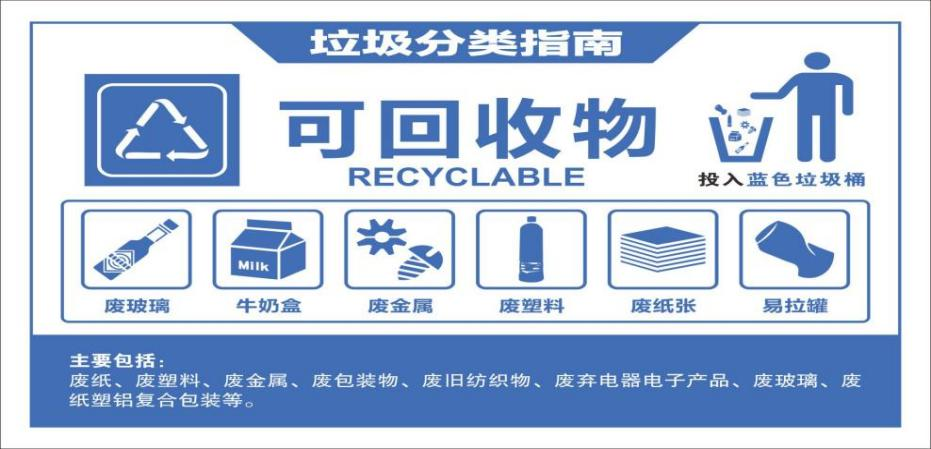 垃圾分类指南
可回收物
RECYCLABLE
投入蓝色垃圾桶
Milk
废玻璃 牛奶盒 废金属 废塑料 废纸张 易拉罐
主要包括：
废纸、废塑料、废金属、废包装物、废旧纺织物、废弃电器电子产品、废玻璃、废
纸塑铝复合包装等。